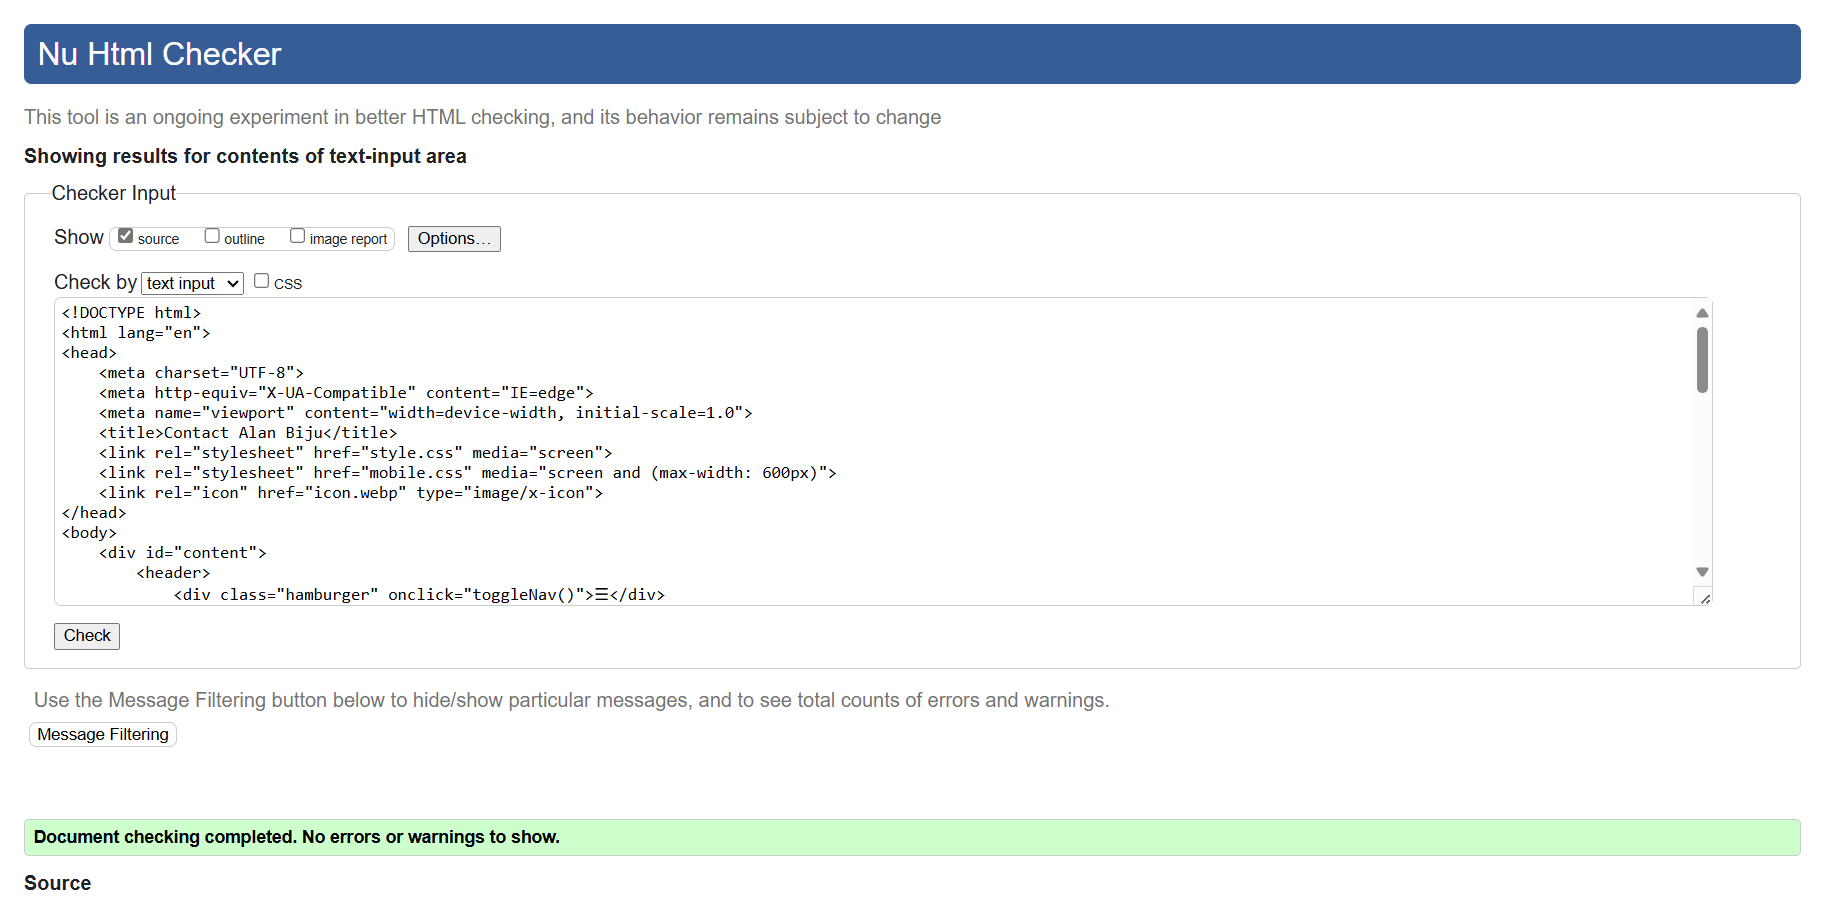 Nu Html Checker
This tool is an ongoing experiment in better HTML checking, and its behavior remains subject to change
Showing results for contents of text-input area
Checker Input
Show source outline image report Options…
Check by text input CSS
<!DOCTYPE html>
<html lang="en">
<head>
    <meta charset="UTF-8">
    <meta http-equiv="X-UA-Compatible" content="IE=edge">
    <meta name="viewport" content="width=device-width, initial-scale=1.0">
    <title>Contact Alan Biju</title>
    <link rel="stylesheet" href="style.css" media="screen">
    <link rel="stylesheet" href="mobile.css" media="screen and (max-width: 600px)">
    <link rel="icon" href="icon.webp" type="image/x-icon">
</head>
<body>
    <div id="content">
        <header>
            <div class="hamburger" onclick="toggleNav()">☰</div>
Check
Use the Message Filtering button below to hide/show particular messages, and to see total counts of errors and warnings.
Message Filtering
Document checking completed. No errors or warnings to show.
Source